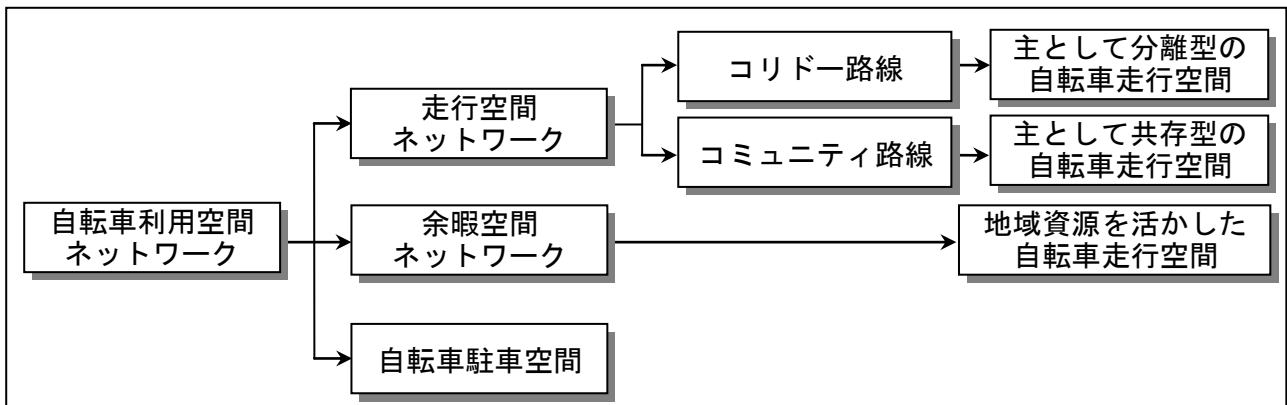 自転車利用空間
ネットワーク
走行空間
ネットワーク
コリドー路線
主として分離型の
自転車走行空間
コミュニティ路線
主として共存型の
自転車走行空間
余暇空間
ネットワーク
地域資源を活かした
自転車走行空間
自転車駐車空間